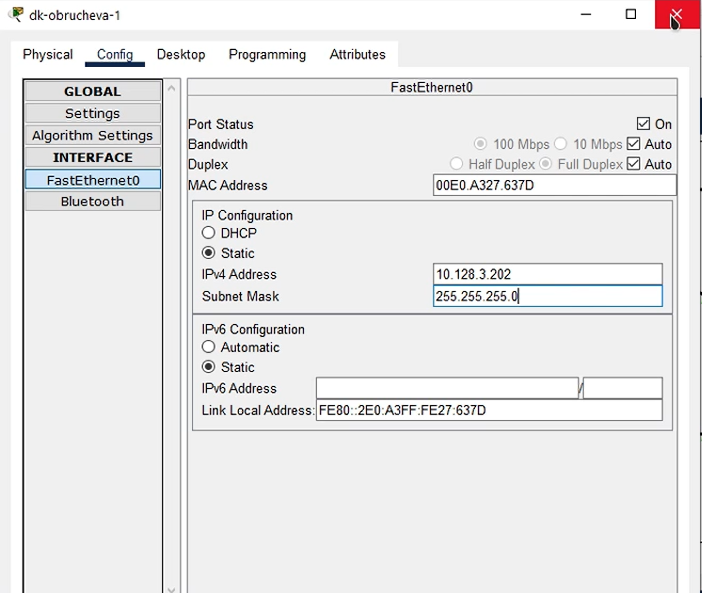 dk-obrucheva-1
Physical Config Desktop Programming Attributes
GLOBAL
Settings
Algorithm Settings
INTERFACE
FastEthernet0
Bluetooth
FastEthernet0
Port Status On
Bandwidth 100 Mbps 10 Mbps Auto
Duplex Half Duplex Full Duplex Auto
MAC Address 00E0.A327.637D
IP Configuration
DHCP
Static
IPv4 Address 10.128.3.202
Subnet Mask 255.255.255.0
IPv6 Configuration
Automatic
Static
IPv6 Address /
Link Local Address: FE80::2E0:A3FF:FE27:637D